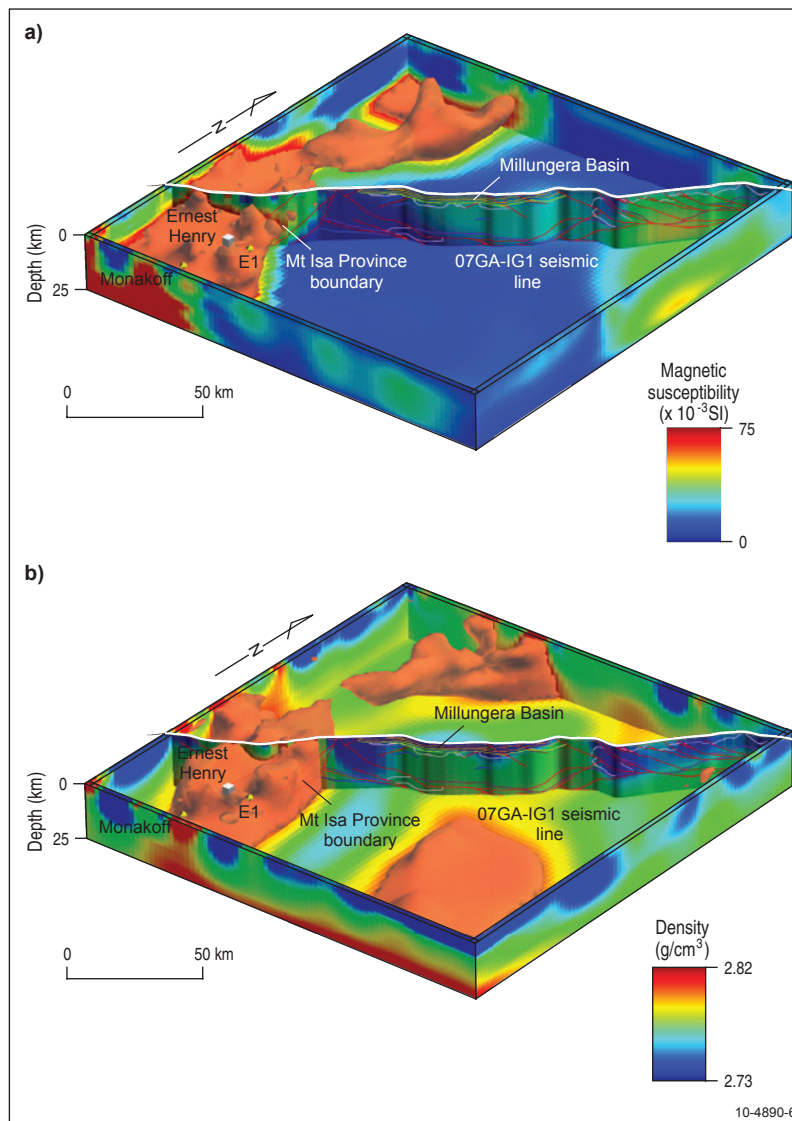 a)
N
Millungera Basin
Ernest
Henry
0
E1
Mt Isa Province
boundary
07GA-IG1 seismic
line
Monakoff
Depth (km)
25
0 50 km
Magnetic
susceptibility
(x 10⁻³SI)
75
0
b)
N
Millungera Basin
Ernest
Henry
0
E1
Monakoff
Mt Isa Province
boundary
07GA-IG1 seismic
line
Depth (km)
25
0 50 km
Density
(g/cm³)
2.82
2.73
10-4890-6